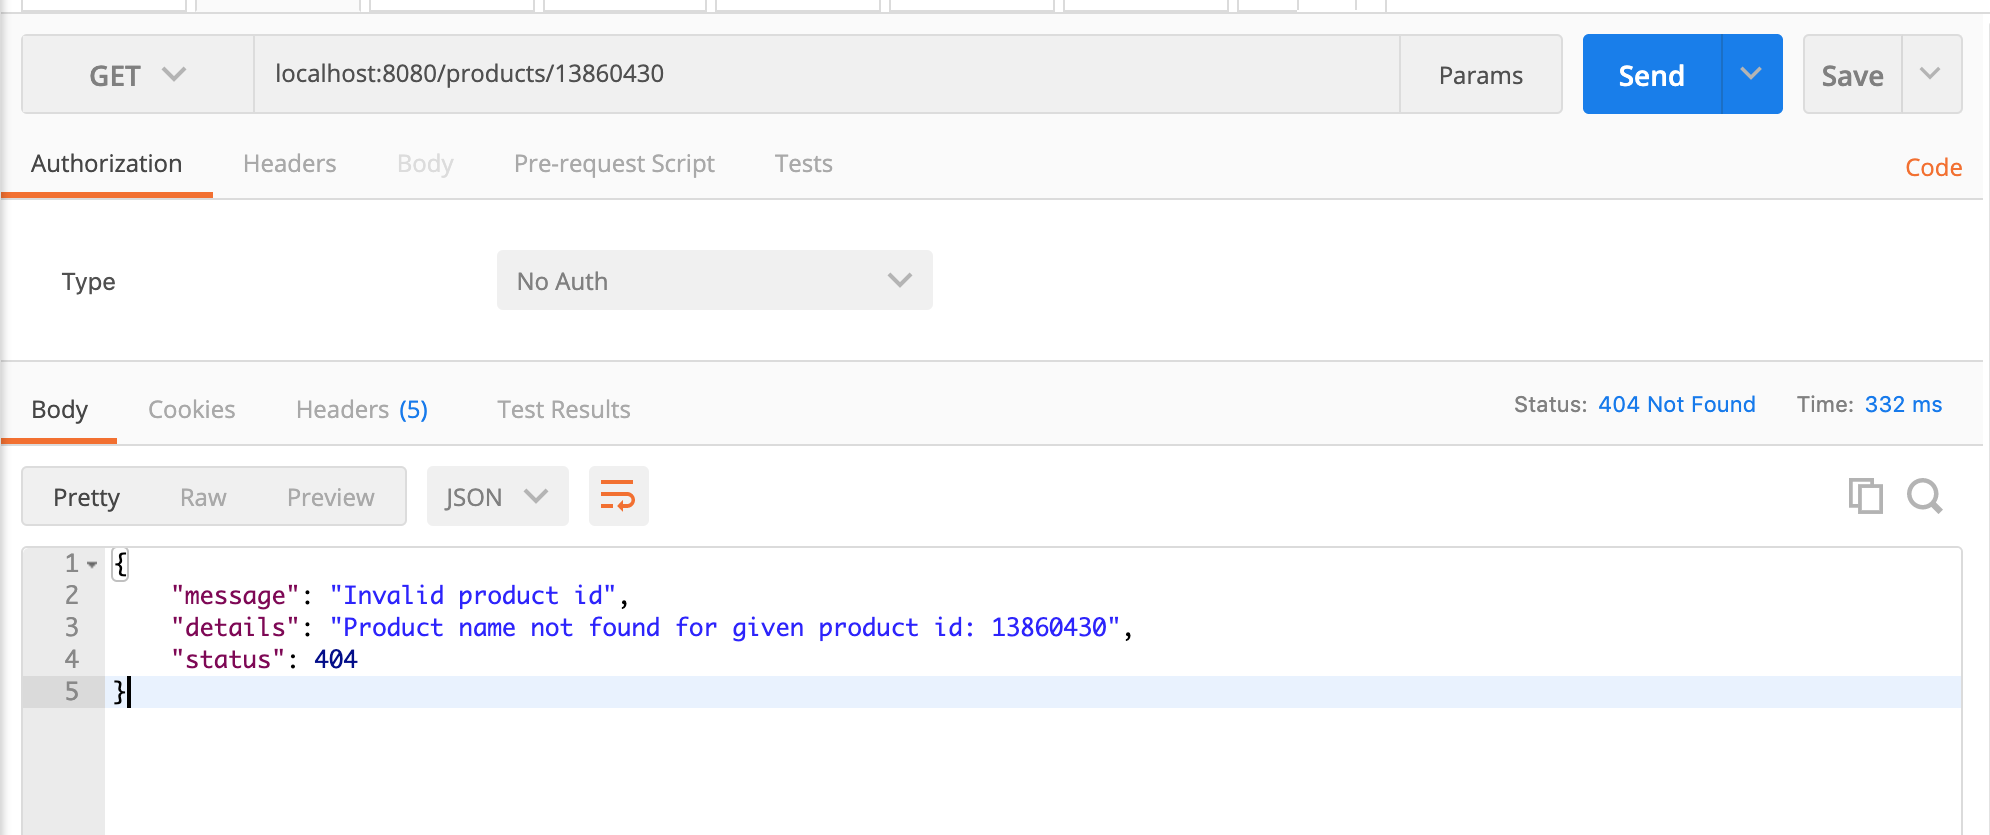 GET localhost:8080/products/13860430 Params Send Save
Authorization Headers Body Pre-request Script Tests Code
Type No Auth
Body Cookies Headers (5) Test Results Status: 404 Not Found Time: 332 ms
Pretty Raw Preview JSON
1 {
2 "message": "Invalid product id",
3 "details": "Product name not found for given product id: 13860430",
4 "status": 404
5 }